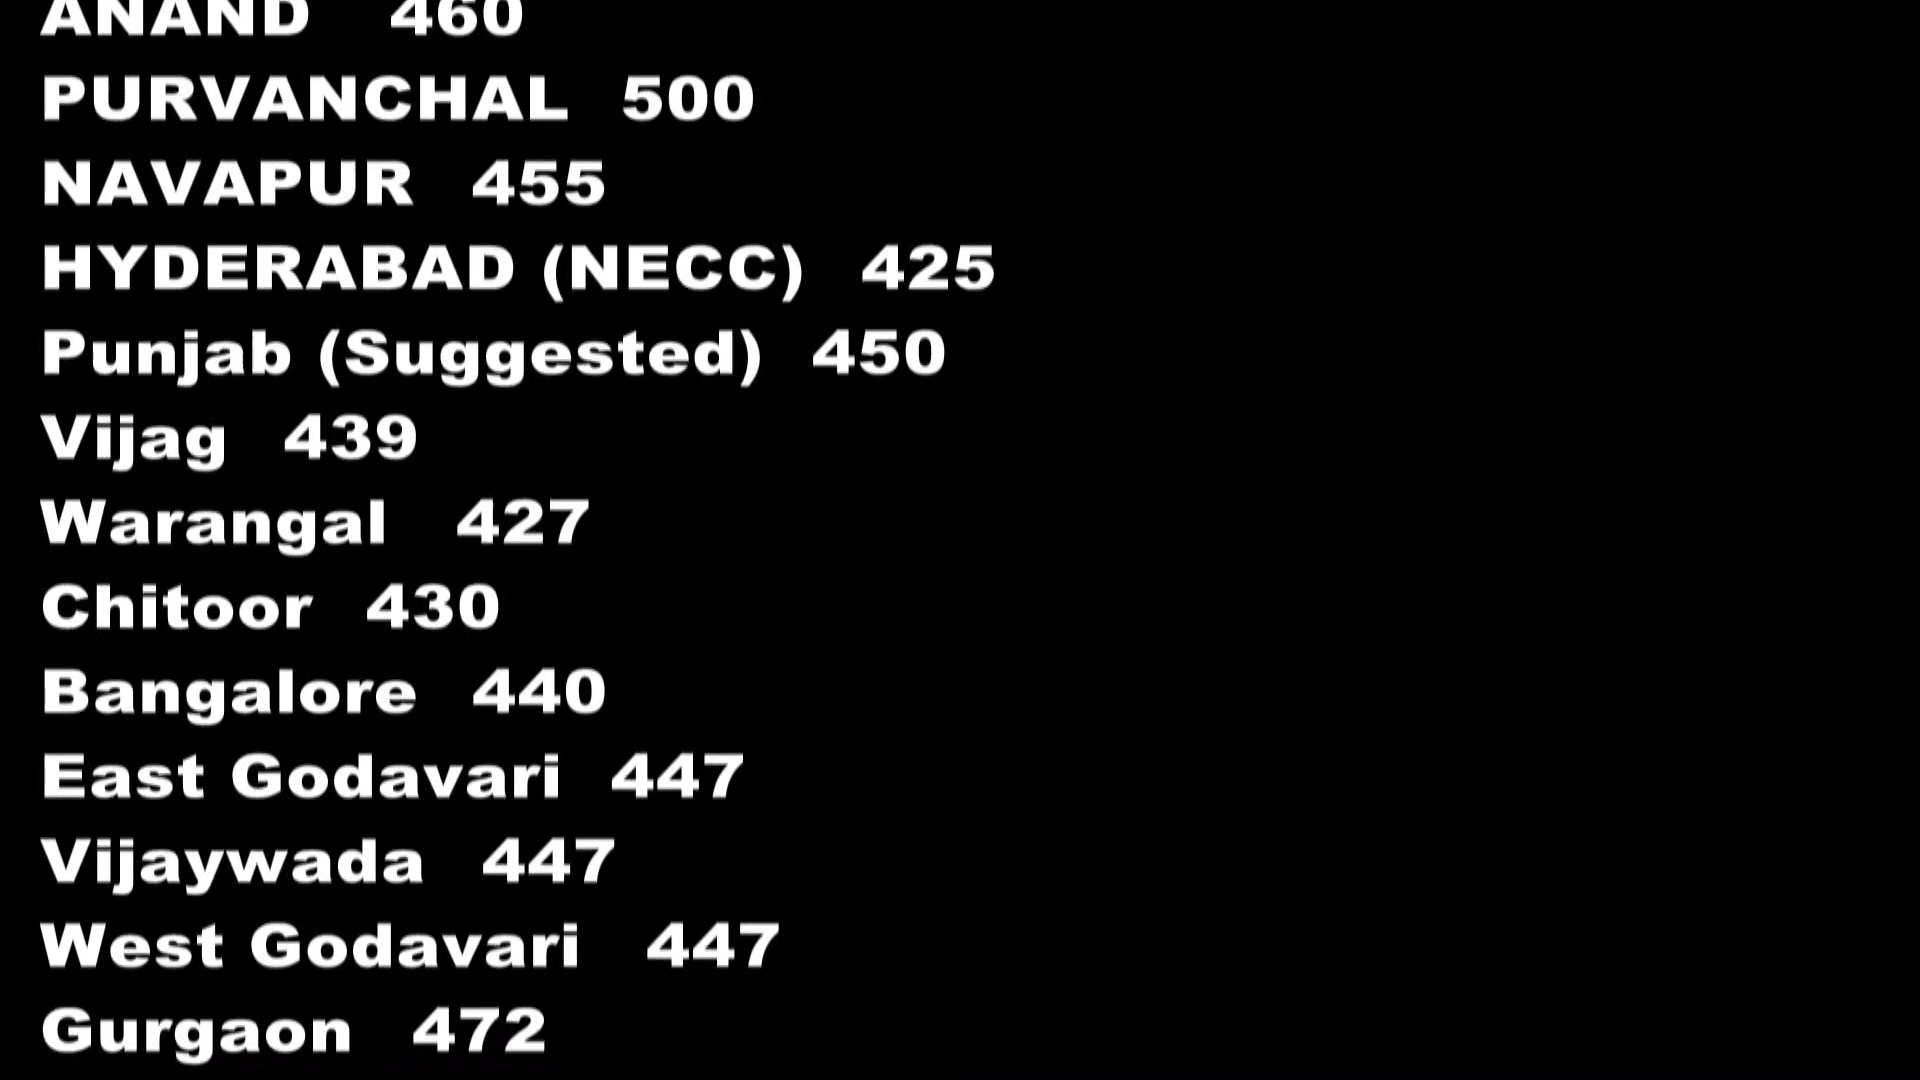 ANAND 460
PURVANCHAL 500
NAVAPUR 455
HYDERABAD (NECC) 425
Punjab (Suggested) 450
Vijag 439
Warangal 427
Chitoor 430
Bangalore 440
East Godavari 447
Vijaywada 447
West Godavari 447
Gurgaon 472